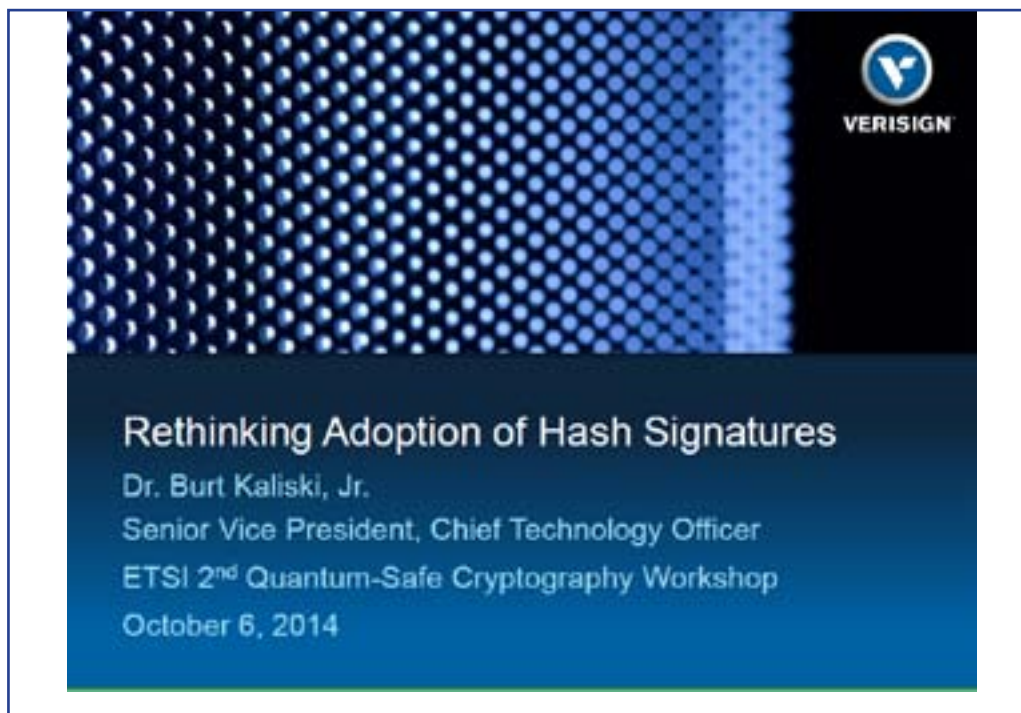 VERISIGN
Rethinking Adoption of Hash Signatures
Dr. Burt Kaliski, Jr.
Senior Vice President, Chief Technology Officer
ETSI 2nd Quantum-Safe Cryptography Workshop
October 6, 2014